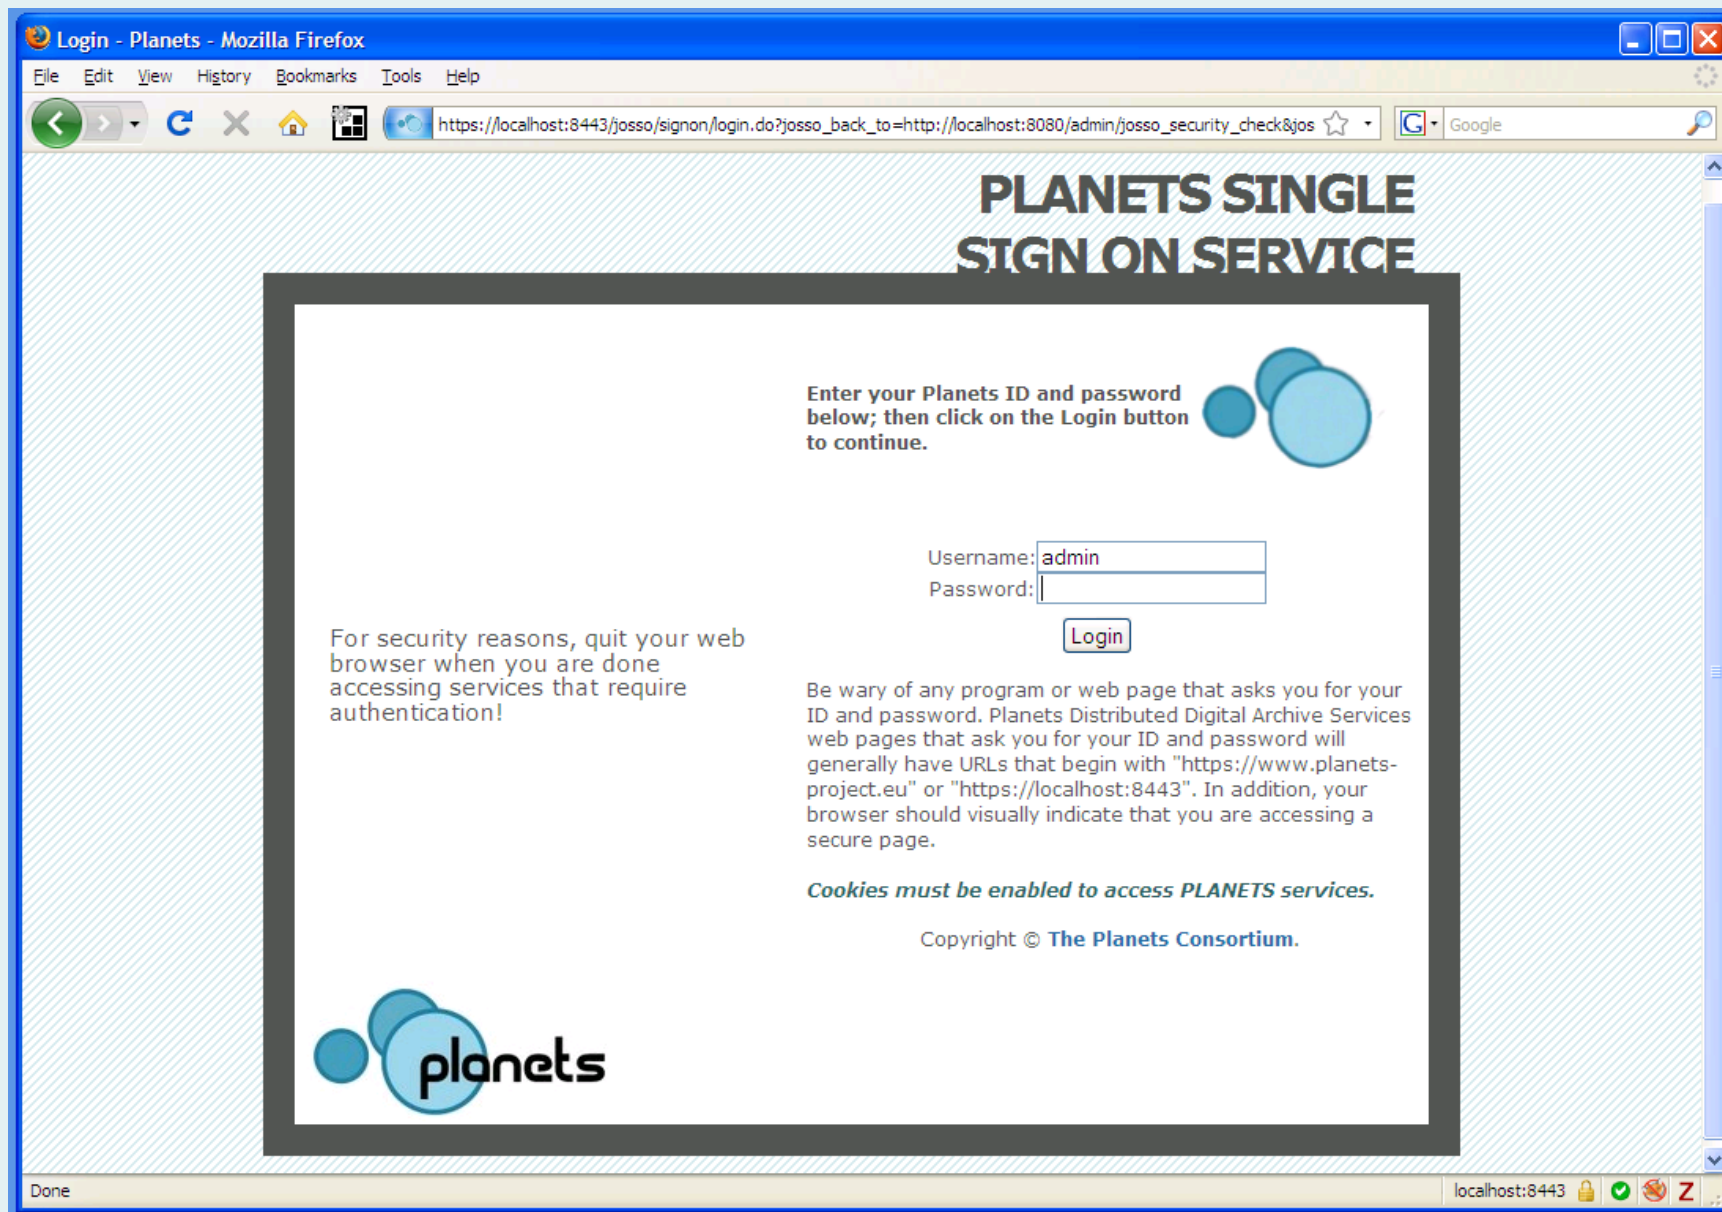 Login - Planets - Mozilla Firefox
File Edit View History Bookmarks Tools Help
https://localhost:8443/josso/signon/login.do?josso_back_to=http://localhost:8080/admin/josso_security_check&jos
G Google
PLANETS SINGLE
SIGN ON SERVICE
Enter your Planets ID and password
below; then click on the Login button
to continue.
Username: admin
Password:
Login
For security reasons, quit your web
browser when you are done
accessing services that require
authentication!
Be wary of any program or web page that asks you for your
ID and password. Planets Distributed Digital Archive Services
web pages that ask you for your ID and password will
generally have URLs that begin with "https://www.planets-
project.eu" or "https://localhost:8443". In addition, your
browser should visually indicate that you are accessing a
secure page.
Cookies must be enabled to access PLANETS services.
Copyright © The Planets Consortium.
planets
Done
localhost:8443
Z